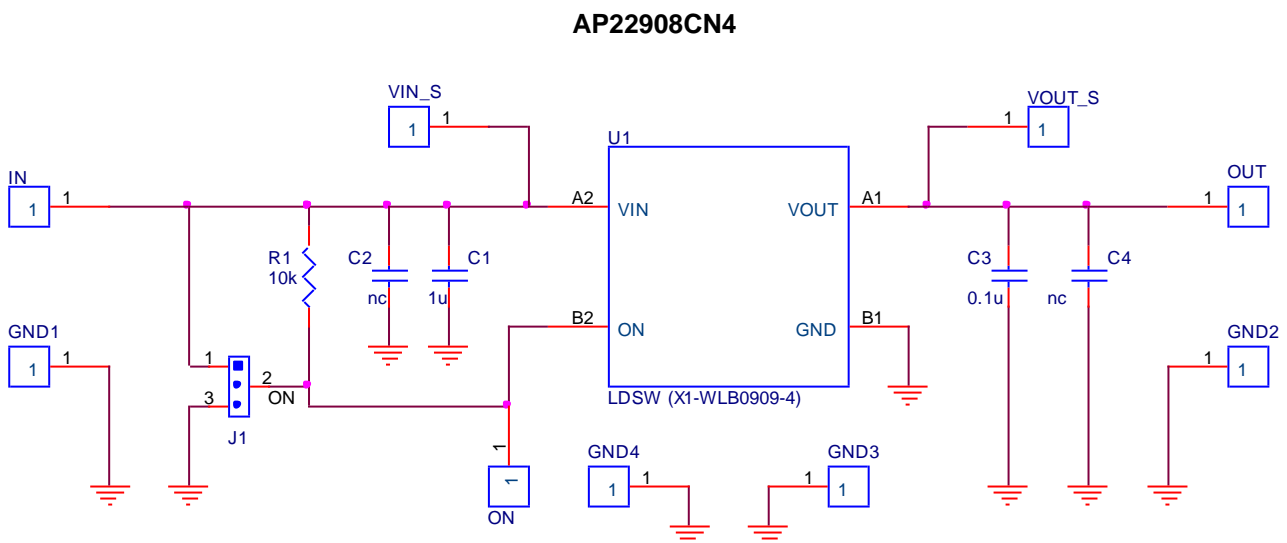 AP22908CN4
VIN_S
1
1
VOUT_S
1
1
U1
IN
1
1
A2
VIN
VOUT
A1
OUT
1
1
R1
10k
C2
nc
C1
1u
C3
0.1u
C4
nc
B2
ON
GND
B1
LDSW (X1-WLB0909-4)
GND1
1
1
1
2
3
ON
J1
GND2
1
1
1
1
ON
GND4
1
1
GND3
1
1